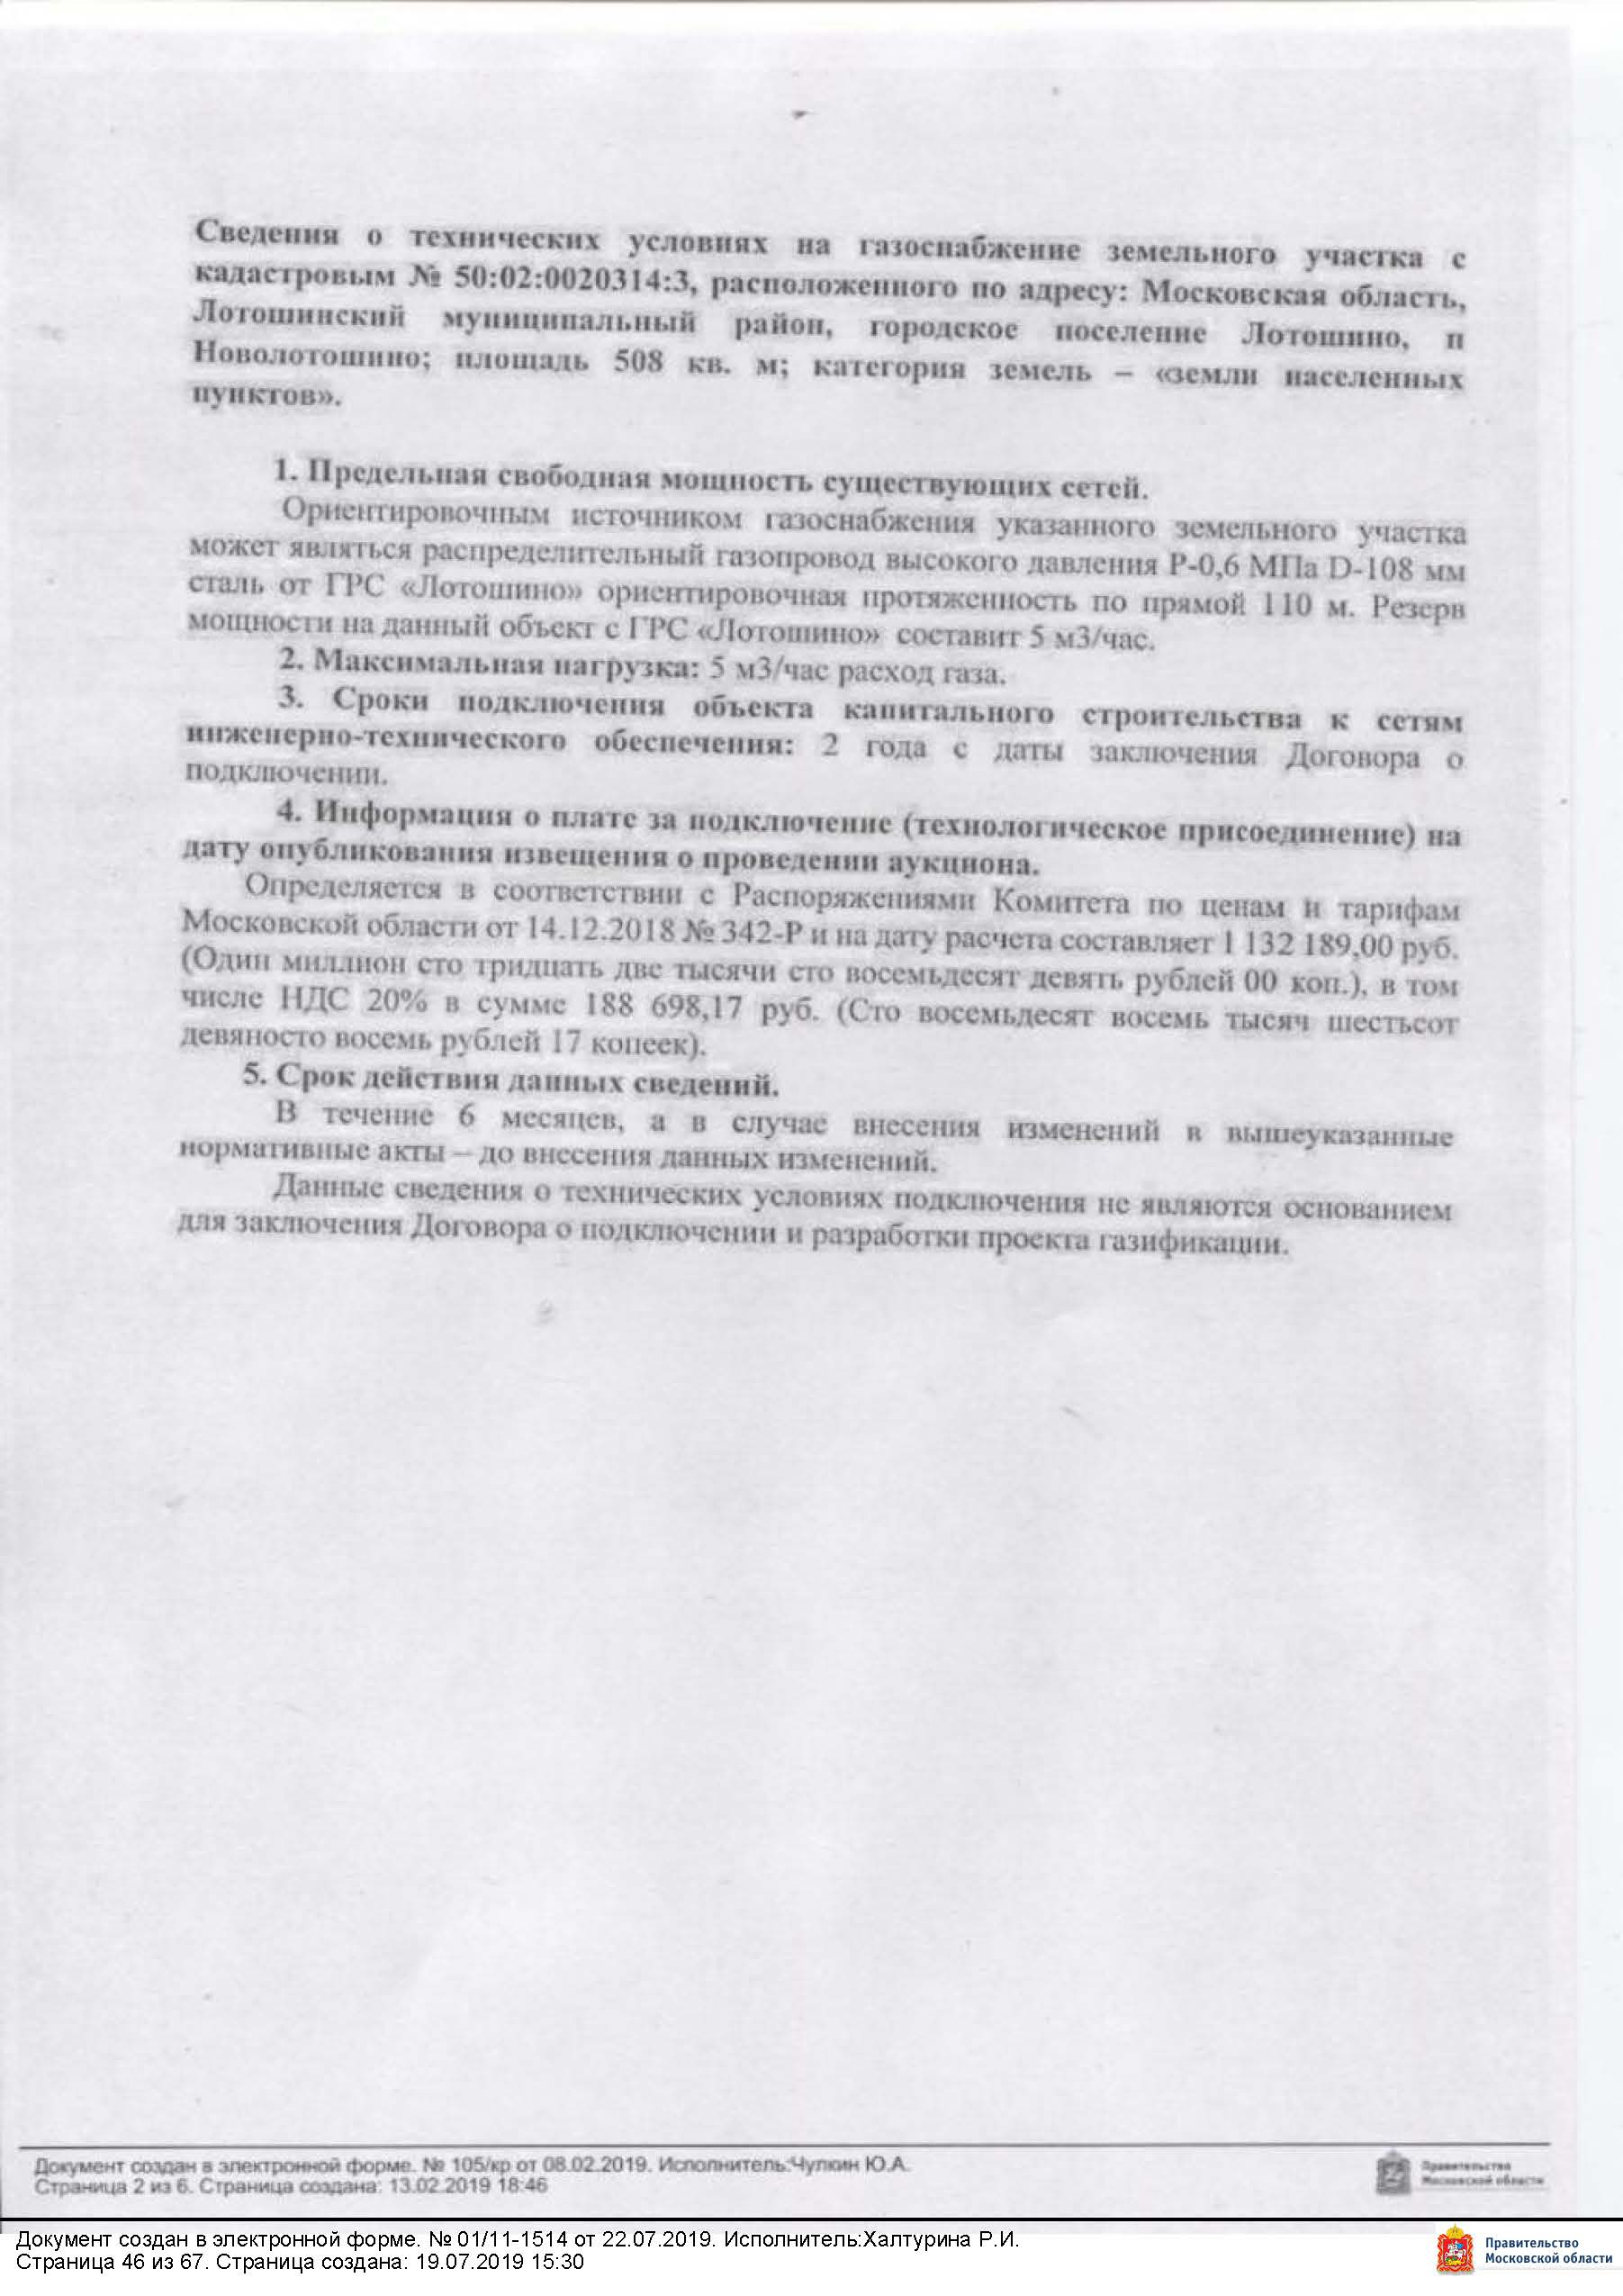 Сведения о технических условиях на газоснабжение земельного участка с
кадастровым № 50:02:0020314:3, расположенного по адресу: Московская область,
Лотошинский муниципальный район, городское поселение Лотошино, п
Новолотошино; площадь 508 кв. м; категория земель – «земли населенных
пунктов».
1. Предельная свободная мощность существующих сетей.
Ориентировочным источником газоснабжения указанного земельного участка
может являться распределительный газопровод высокого давления Р-0,6 МПа D-108 мм
сталь от ГРС «Лотошино» ориентировочная протяженность по прямой 110 м. Резерв
мощности на данный объект с ГРС «Лотошино» составит 5 м3/час.
2. Максимальная нагрузка: 5 м3/час расход газа.
3. Сроки подключения объекта капитального строительства к сетям
инженерно-технического обеспечения: 2 года с даты заключения Договора о
подключении.
4. Информация о плате за подключение (технологическое присоединение) на
дату опубликования извещения о проведении аукциона.
Определяется в соответствии с Распоряжениями Комитета по ценам и тарифам
Московской области от 14.12.2018 № 342-Р и на дату расчета составляет 1 132 189,00 руб.
(Один миллион сто тридцать две тысячи сто восемьдесят девять рублей 00 коп.), в том
числе НДС 20% в сумме 188 698,17 руб. (Сто восемьдесят восемь тысяч шестьсот
девяносто восемь рублей 17 копеек).
5. Срок действия данных сведений.
В течение 6 месяцев, а в случае внесения изменений в вышеуказанные
нормативные акты – до внесения данных изменений.
Данные сведения о технических условиях подключения не являются основанием
для заключения Договора о подключении и разработки проекта газификации.
Документ создан в электронной форме. № 105/кр от 08.02.2019. Исполнитель:Чупкин Ю.А.
Страница 2 из 6. Страница создана: 13.02.2019 18:46
Правительство
Московской области
Документ создан в электронной форме. № 01/11-1514 от 22.07.2019. Исполнитель:Халтурина Р.И.
Страница 46 из 67. Страница создана: 19.07.2019 15:30
Правительство
Московской области